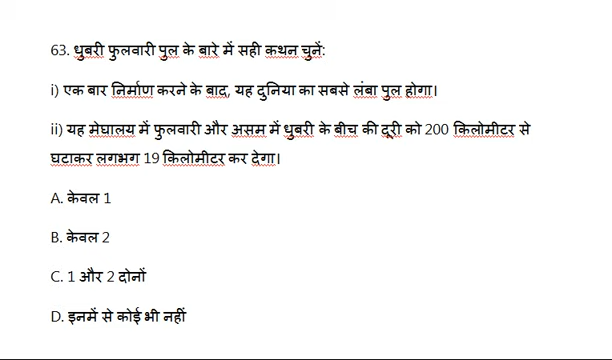 63. धुबरी फुलवारी पुल के बारे में सही कथन चुनें:
i) एक बार निर्माण करने के बाद, यह दुनिया का सबसे लंबा पुल होगा।
ii) यह मेघालय में फुलवारी और असम में धुबरी के बीच की दूरी को 200 किलोमीटर से
घटाकर लगभग 19 किलोमीटर कर देगा।
A. केवल 1
B. केवल 2
C. 1 और 2 दोनों
D. इनमें से कोई भी नहीं